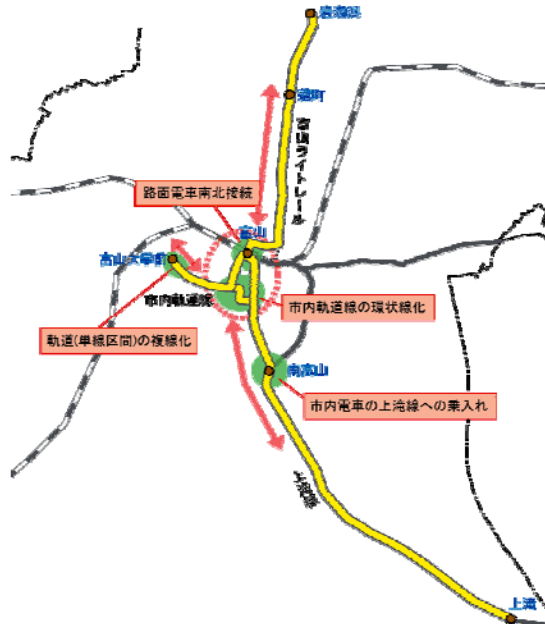 岩瀬浜
蓮町
富山ライトレール
路面電車南北接続
富山
富山大学前
市内軌道線
市内軌道線の環状線化
軌道(単線区間)の複線化
南富山
市内電車の上滝線への乗入れ
上滝線
上滝